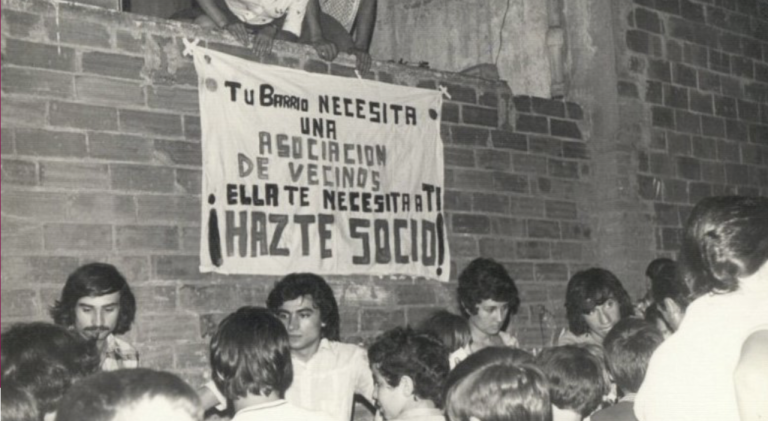 TU BARRIO NECESITA
UNA
ASOCIACION
DE VECINOS
ELLA TE NECESITA A TI
¡HAZTE SOCIO!